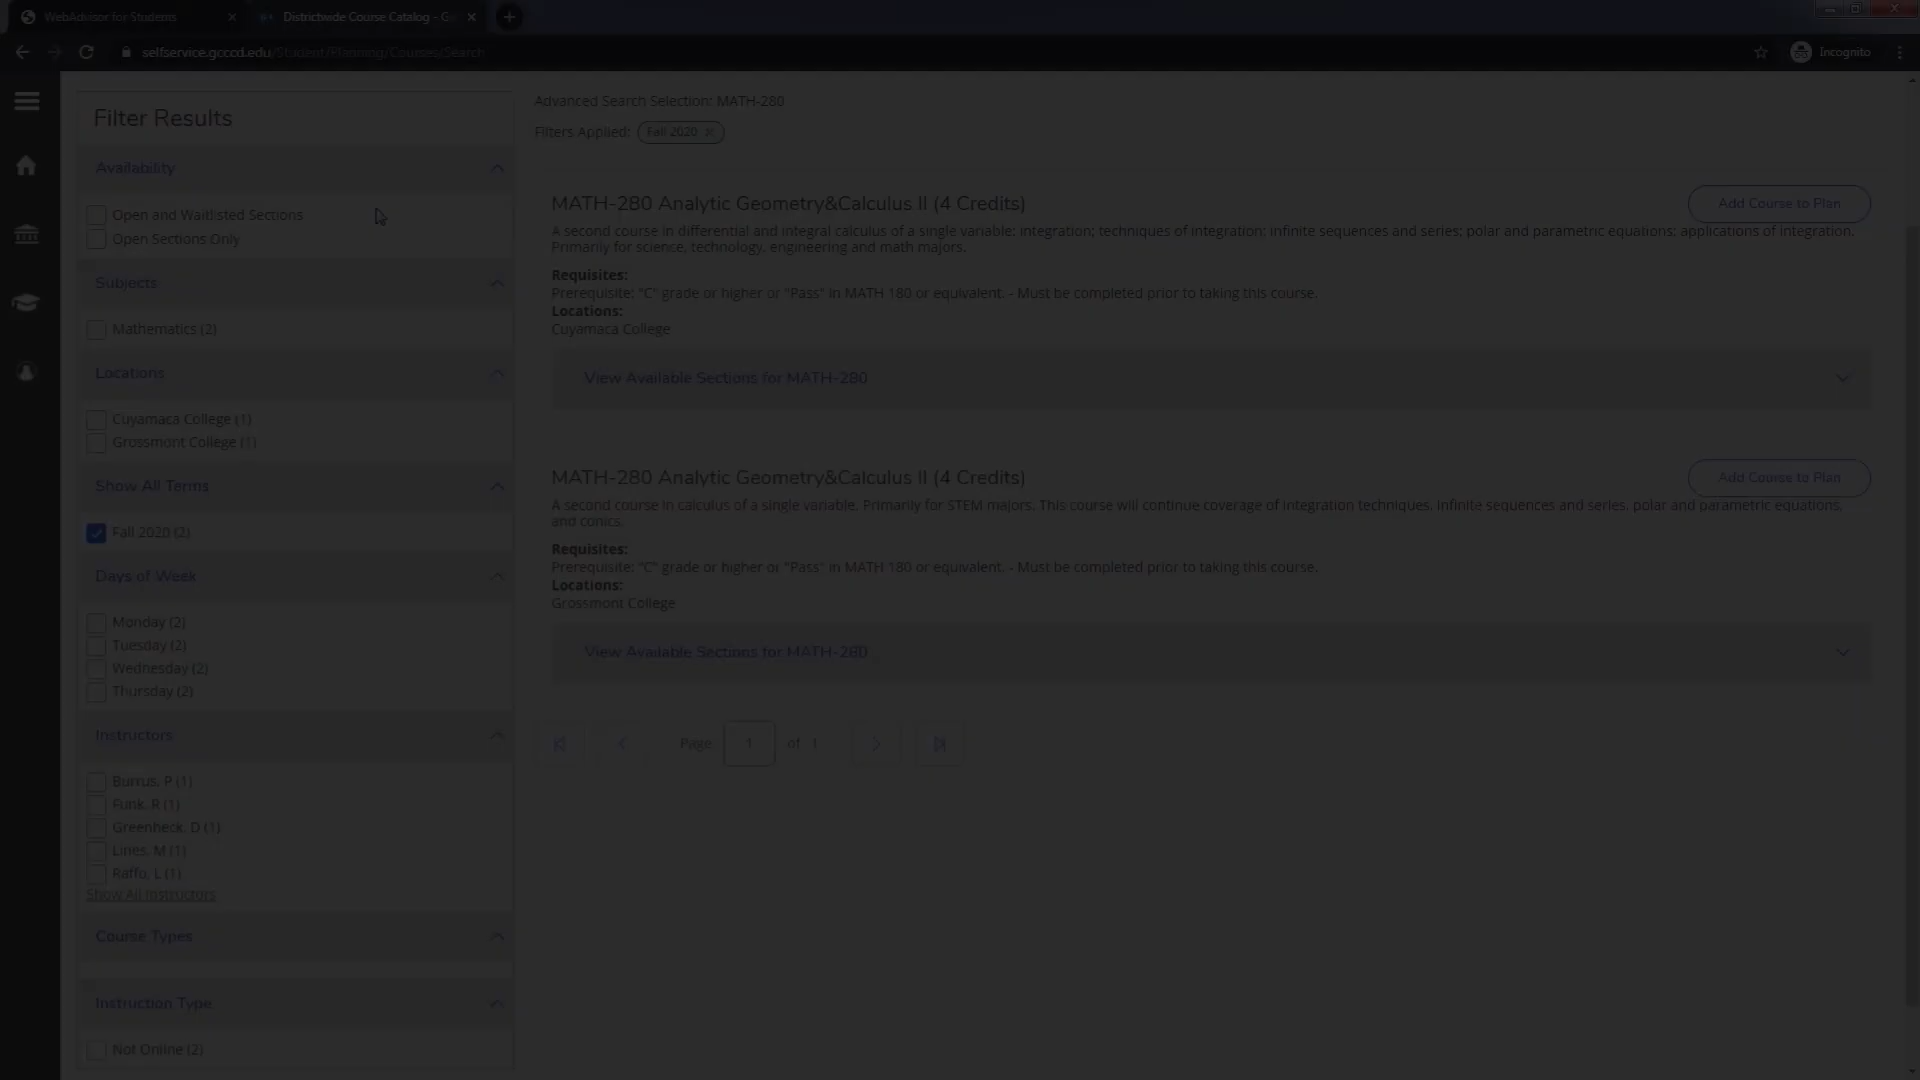 WebAdvisor for Students
Districtwide Course Catalog - G
selfservice.gcccd.edu/Student/Planning/Courses/Search
Incognito
Filter Results
Availability
Open and Waitlisted Sections
Open Sections Only
Subjects
Mathematics (2)
Locations
Cuyamaca College (1)
Grossmont College (1)
Show All Terms
Fall 2020 (2)
Days of Week
Monday (2)
Tuesday (2)
Wednesday (2)
Thursday (2)
Instructors
Burrus, P (1)
Funk, R (1)
Greenheck, D (1)
Lines, M (1)
Raffo, L (1)
Show All Instructors
Course Types
Instruction Type
Not Online (2)
Advanced Search Selection: MATH-280
Filters Applied: Fall 2020
MATH-280 Analytic Geometry&Calculus II (4 Credits)
Add Course to Plan
A second course in differential and integral calculus of a single variable: integration; techniques of integration; infinite sequences and series; polar and parametric equations; applications of integration.
Primarily for science, technology, engineering and math majors.
Requisites:
Prerequisite: "C" grade or higher or "Pass" in MATH 180 or equivalent. - Must be completed prior to taking this course.
Locations:
Cuyamaca College
View Available Sections for MATH-280
MATH-280 Analytic Geometry&Calculus II (4 Credits)
Add Course to Plan
A second course in calculus of a single variable. Primarily for STEM majors. This course will continue coverage of integration techniques, infinite sequences and series, polar and parametric equations,
and conics.
Requisites:
Prerequisite: "C" grade or higher or "Pass" in MATH 180 or equivalent. - Must be completed prior to taking this course.
Locations:
Grossmont College
View Available Sections for MATH-280
Page 1 of 1